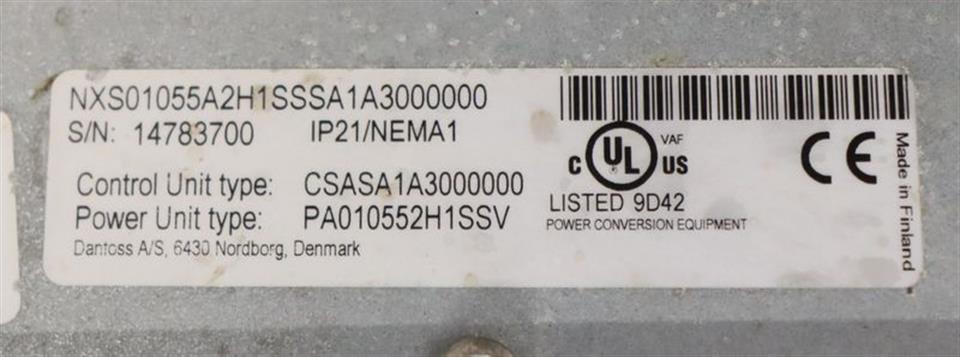 NXS01055A2H1SSSA1A3000000
S/N: 14783700 IP21/NEMA1
Control Unit type: CSASA1A3000000
Power Unit type: PA010552H1SSV
Danfoss A/S, 6430 Nordborg, Denmark
C UL US
VAF
LISTED 9D42
POWER CONVERSION EQUIPMENT
CE
Made in Finland